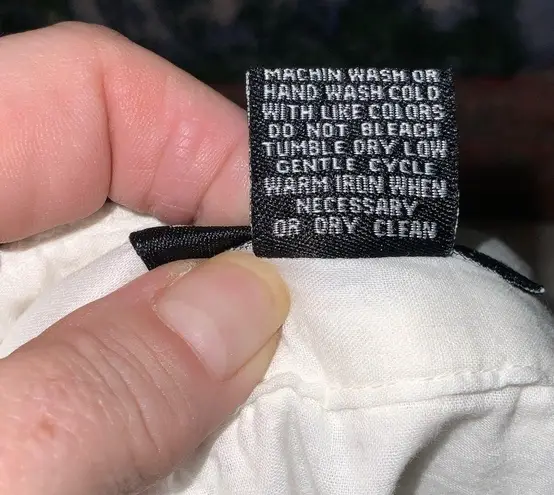 MACHIN WASH OR
HAND WASH COLD
WITH LIKE COLORS
DO NOT BLEACH
TUMBLE DRY LOW
GENTLE CYCLE
WARM IRON WHEN
NECESSARY
OR DRY CLEAN